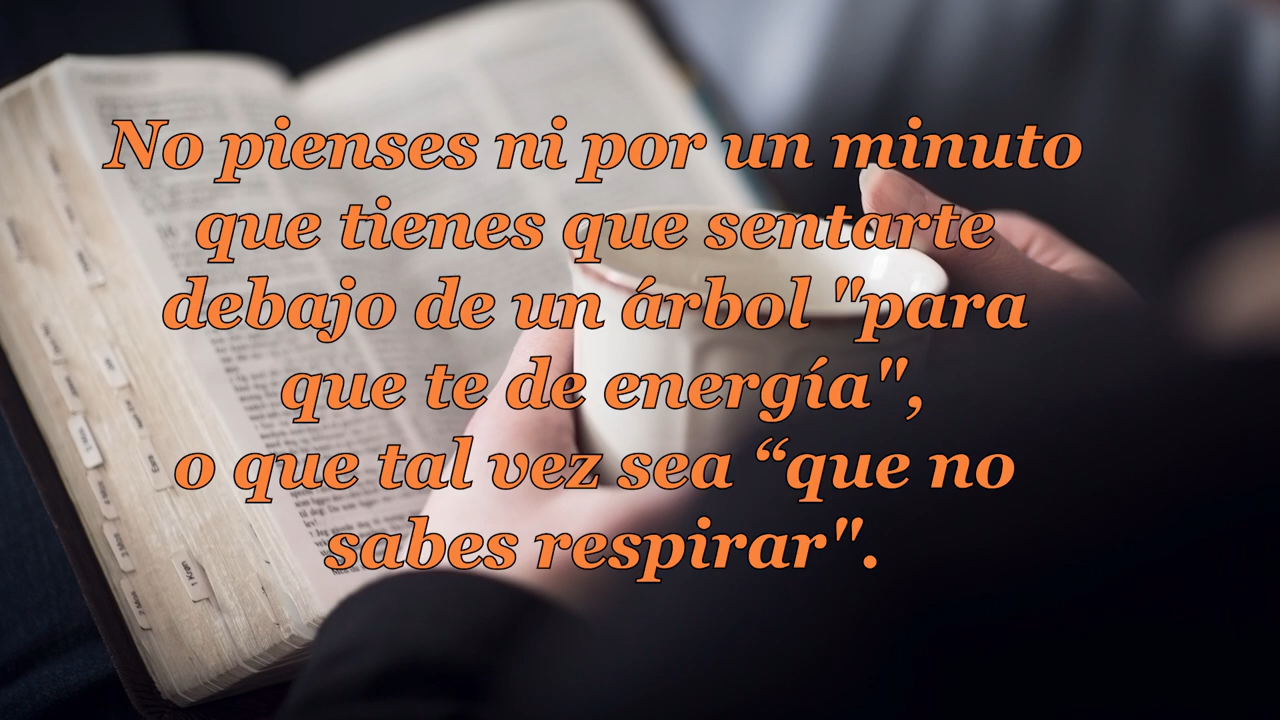 No pienses ni por un minuto
que tienes que sentarte
debajo de un árbol "para
que te de energía",
o que tal vez sea “que no
sabes respirar".